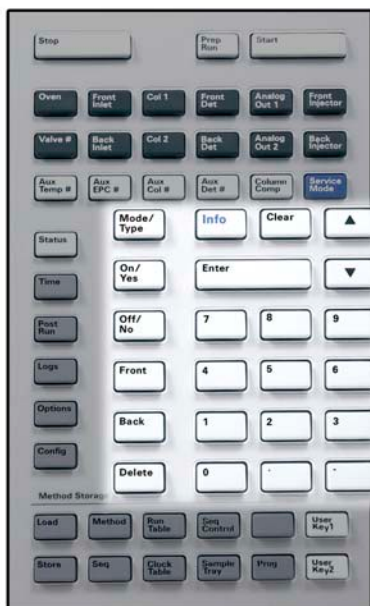 Stop Prep Run Start
Oven Front Inlet Col 1 Front Det Analog Out 1 Front Injector
Valve # Back Inlet Col 2 Back Det Analog Out 2 Back Injector
Aux Temp # Aux EPC # Aux Col # Aux Det # Column Comp Service Mode
Mode/Type Info Clear ▲
Status
On/Yes Enter ▼
Time
Off/No 7 8 9
Post Run
Front 4 5 6
Logs
Options
Back 1 2 3
Config
Delete 0 . -
Method Storage
Load Method Run Table Seq Control User Key1
Store Seq Clock Table Sample Tray Prog User Key2